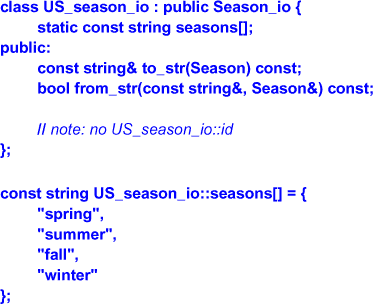 class US_season_io : public Season_io {
static const string seasons[];
public:
const string& to_str(Season) const;
bool from_str(const string&, Season&) const;
// note: no US_season_io::id
};
const string US_season_io::seasons[] = {
"spring",
"summer",
"fall",
"winter"
};